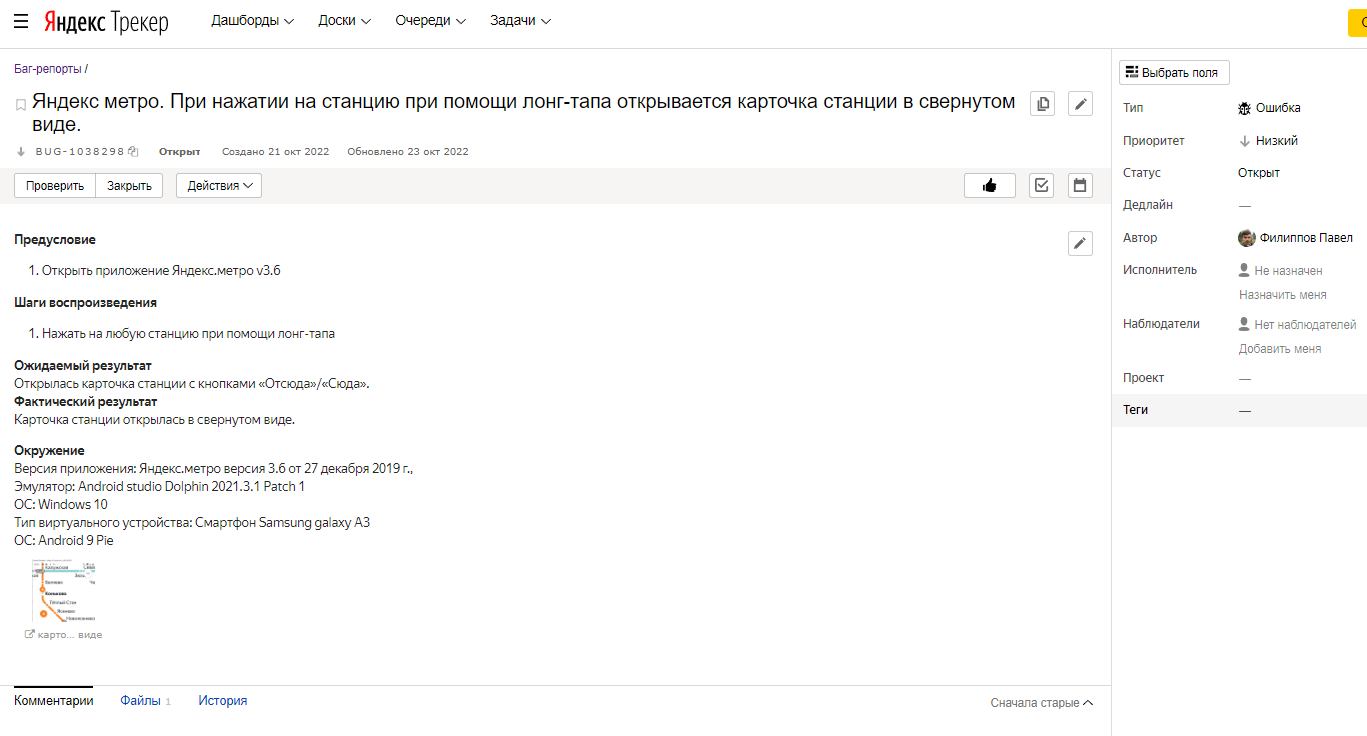 Яндекс Трекер
Дашборды
Доски
Очереди
Задачи
Баг-репорты /
Яндекс метро. При нажатии на станцию при помощи лонг-тапа открывается карточка станции в свернутом
виде.
BUG-1038298 Открыт Создано 21 окт 2022 Обновлено 23 окт 2022
Проверить Закрыть Действия
Предусловие
1. Открыть приложение Яндекс.метро v3.6
Шаги воспроизведения
1. Нажать на любую станцию при помощи лонг-тапа
Ожидаемый результат
Открылась карточка станции с кнопками «Отсюда»/«Сюда».
Фактический результат
Карточка станции открылась в свернутом виде.
Окружение
Версия приложения: Яндекс.метро версия 3.6 от 27 декабря 2019 г.,
Эмулятор: Android studio Dolphin 2021.3.1 Patch 1
ОС: Windows 10
Тип виртуального устройства: Смартфон Samsung galaxy A3
ОС: Android 9 Pie
Калужская
Беляево
Коньково
Тёплый Стан
Ясенево
Новоясеневская
карто... виде
Комментарии Файлы 1 История
Сначала старые
Выбрать поля
Тип Ошибка
Приоритет Низкий
Статус Открыт
Дедлайн —
Автор Филиппов Павел
Исполнитель Не назначен
Назначить меня
Наблюдатели Нет наблюдателей
Добавить меня
Проект —
Теги —